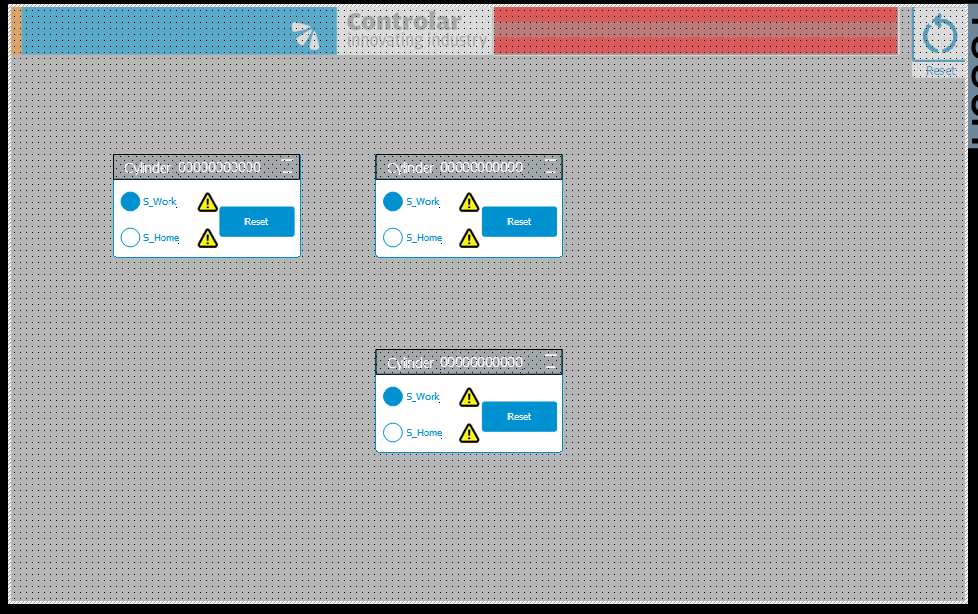 Controlar
innovating industry
Reset
Cylinder 00000000000
S_Work
Reset
S_Home
Cylinder 00000000000
S_Work
Reset
S_Home
Cylinder 00000000000
S_Work
Reset
S_Home